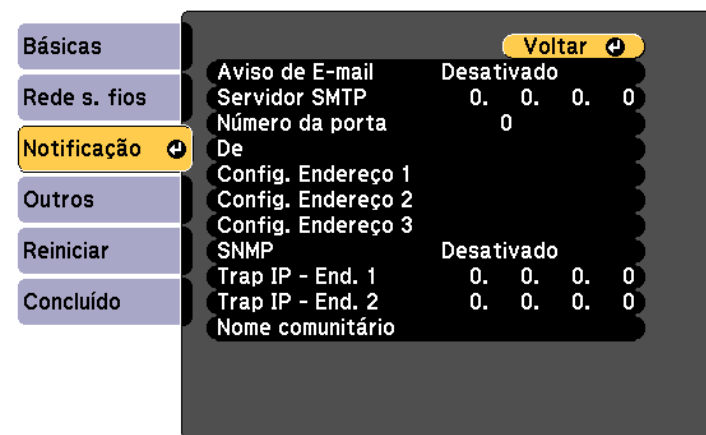 Básicas
Rede s. fios
Notificação
Outros
Reiniciar
Concluído
Voltar
Aviso de E-mail Desativado
Servidor SMTP 0. 0. 0. 0
Número da porta 0
De
Config. Endereço 1
Config. Endereço 2
Config. Endereço 3
SNMP Desativado
Trap IP - End. 1 0. 0. 0. 0
Trap IP - End. 2 0. 0. 0. 0
Nome comunitário